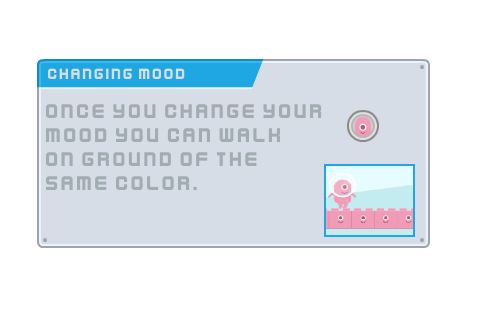 CHANGING MOOD
ONCE YOU CHANGE YOUR
MOOD YOU CAN WALK
ON GROUND OF THE
SAME COLOR.